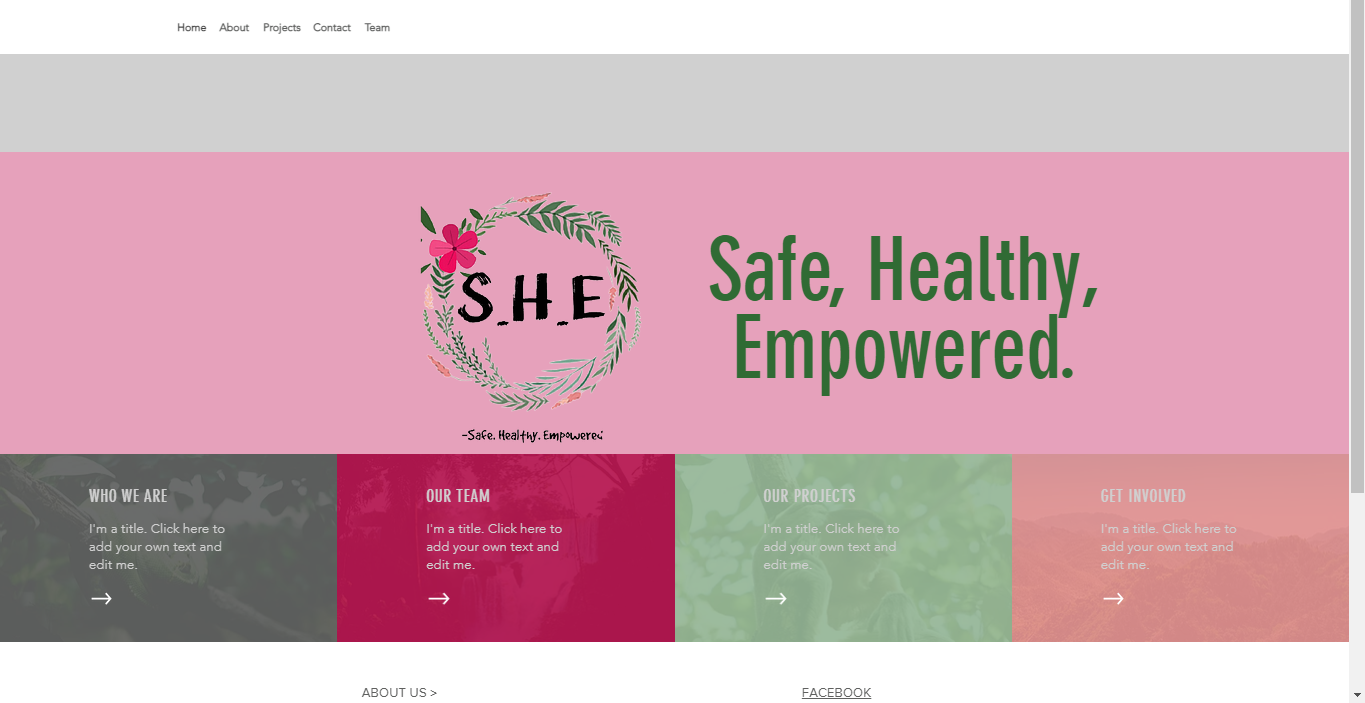 Home About Projects Contact Team
S_H_E
-Safe. Healthy. Empowered.
Safe, Healthy,
Empowered.
WHO WE ARE
I'm a title. Click here to
add your own text and
edit me.
OUR TEAM
I'm a title. Click here to
add your own text and
edit me.
OUR PROJECTS
I'm a title. Click here to
add your own text and
edit me.
GET INVOLVED
I'm a title. Click here to
add your own text and
edit me.
ABOUT US >
FACEBOOK